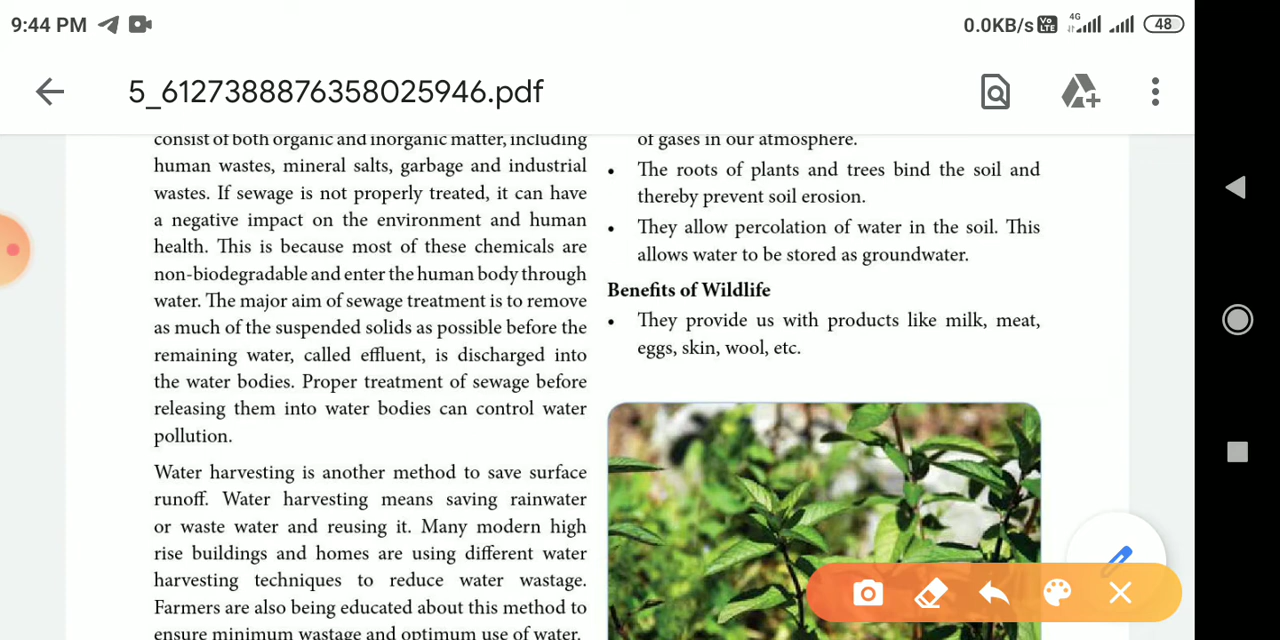 9:44 PM
0.0KB/s Vo LTE 4G 48
5_6127388876358025946.pdf
consist of both organic and inorganic matter, including
human wastes, mineral salts, garbage and industrial
wastes. If sewage is not properly treated, it can have
a negative impact on the environment and human
health. This is because most of these chemicals are
non-biodegradable and enter the human body through
water. The major aim of sewage treatment is to remove
as much of the suspended solids as possible before the
remaining water, called effluent, is discharged into
the water bodies. Proper treatment of sewage before
releasing them into water bodies can control water
pollution.
Water harvesting is another method to save surface
runoff. Water harvesting means saving rainwater
or waste water and reusing it. Many modern high
rise buildings and homes are using different water
harvesting techniques to reduce water wastage.
Farmers are also being educated about this method to
ensure minimum wastage and optimum use of water.
of gases in our atmosphere.
• The roots of plants and trees bind the soil and
thereby prevent soil erosion.
• They allow percolation of water in the soil. This
allows water to be stored as groundwater.
Benefits of Wildlife
• They provide us with products like milk, meat,
eggs, skin, wool, etc.